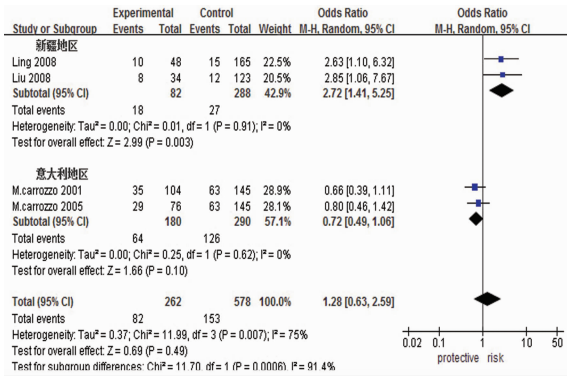 Experimental Control Odds Ratio Odds Ratio
Study or Subgroup Events Total Events Total Weight M-H. Random. 95% CI M-H. Random. 95% CI
新疆地区
Ling 2008 10 48 15 165 22.5% 2.63 [1.10, 6.32]
Liu 2008 8 34 12 123 20.5% 2.85 [1.06, 7.67]
Subtotal (95% CI) 82 288 42.9% 2.72 [1.41, 5.25]
Total events 18 27
Heterogeneity: Tau² = 0.00; Chi² = 0.01, df = 1 (P = 0.91); I² = 0%
Test for overall effect: Z = 2.99 (P = 0.003)
意大利地区
M.carrozzo 2001 35 104 63 145 28.9% 0.66 [0.39, 1.11]
M.carrozzo 2005 29 76 63 145 28.1% 0.80 [0.46, 1.42]
Subtotal (95% CI) 180 290 57.1% 0.72 [0.49, 1.06]
Total events 64 126
Heterogeneity: Tau² = 0.00; Chi² = 0.25, df = 1 (P = 0.62); I² = 0%
Test for overall effect: Z = 1.66 (P = 0.10)
Total (95% CI) 262 578 100.0% 1.28 [0.63, 2.59]
Total events 82 153
Heterogeneity: Tau² = 0.37; Chi² = 11.99, df = 3 (P = 0.007); I² = 75%
Test for overall effect: Z = 0.69 (P = 0.49)
Test for subgroup differences: Chi² = 11.70. df = 1 (P = 0.0006). I² = 91.4%
0.02 0.1 1 10 50
protective risk